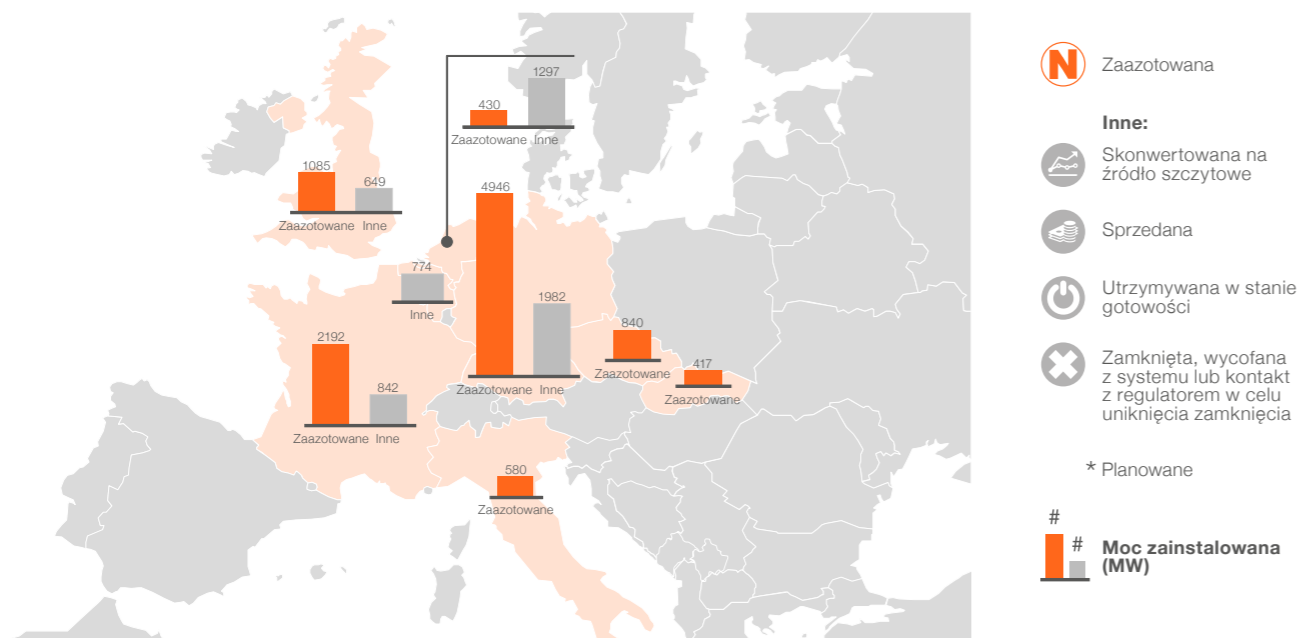 1297
430
Zaazotowane Inne
1085
649
Zaazotowane Inne
4946
1982
Zaazotowane Inne
774
Inne
2192
842
Zaazotowane Inne
840
Zaazotowane
417
Zaazotowane
580
Zaazotowane
N
Zaazotowana
Inne:
Skonwertowana na
źródło szczytowe
Sprzedana
Utrzymywana w stanie
gotowości
Zamknięta, wycofana
z systemu lub kontakt
z regulatorem w celu
uniknięcia zamknięcia
* Planowane
#
#
Moc zainstalowana
(MW)